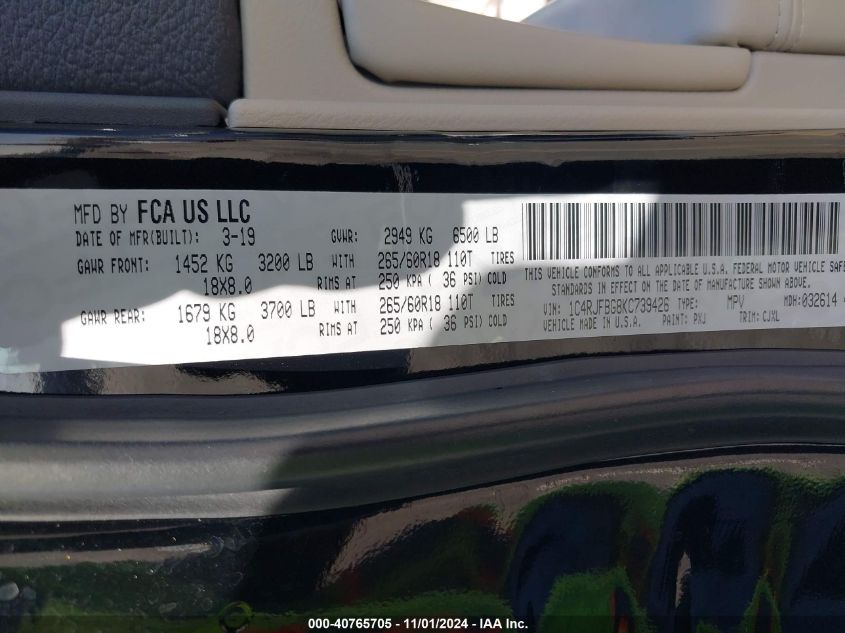 MFD BY FCA US LLC
DATE OF MFR(BUILT): 3-19 GVWR: 2949 KG 6500 LB
GAWR FRONT: 1452 KG 3200 LB WITH 265/60R18 110T TIRES
18X8.0 RIMS AT 250 KPA ( 36 PSI) COLD
GAWR REAR: 1679 KG 3700 LB WITH 265/60R18 110T TIRES
18X8.0 RIMS AT 250 KPA ( 36 PSI) COLD
THIS VEHICLE CONFORMS TO ALL APPLICABLE U.S.A. FEDERAL MOTOR VEHICLE SAFE
STANDARDS IN EFFECT ON THE DATE OF MANUFACTURE SHOWN ABOVE.
VIN: 1C4RJFBG8KC739426 TYPE: MPV MDH:032614
VEHICLE MADE IN U.S.A. PAINT: PXJ TRIM: CJXL
000-40765705 - 11/01/2024 - IAA Inc.